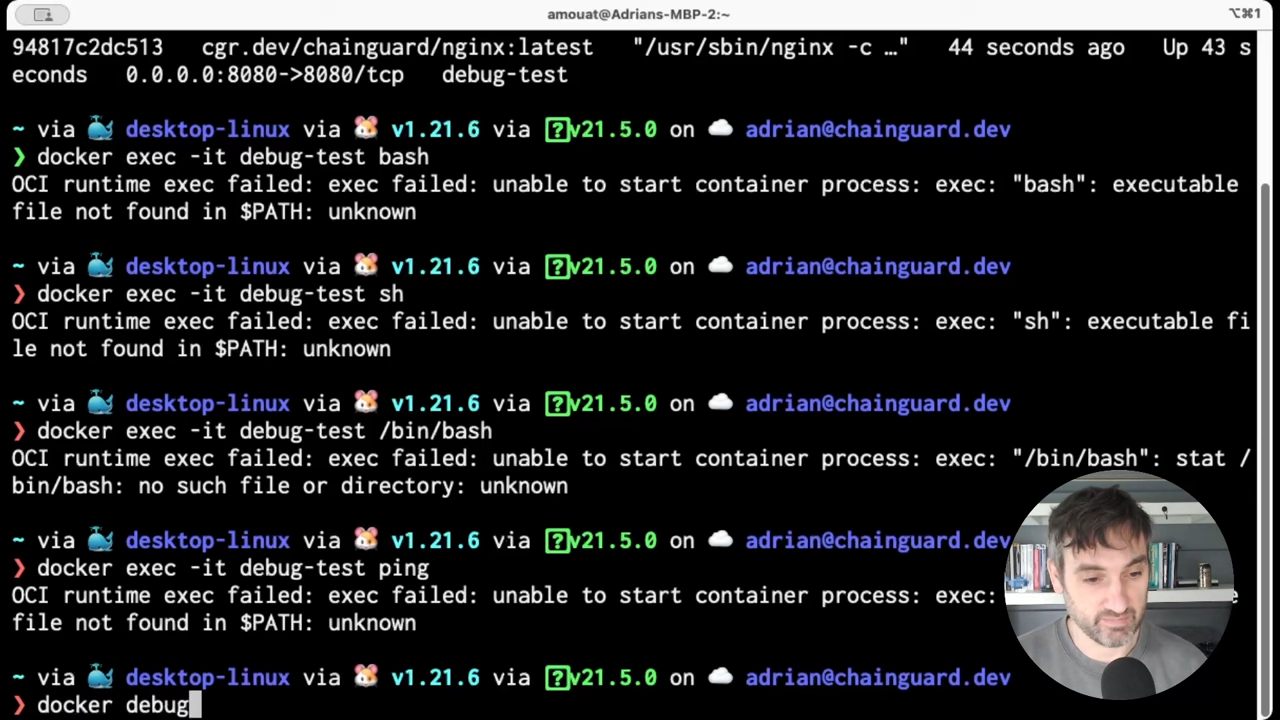 amouat@Adrians-MBP-2:~
⌥⌘1
94817c2dc513   cgr.dev/chainguard/nginx:latest   "/usr/sbin/nginx -c …"   44 seconds ago   Up 43 s
econds   0.0.0.0:8080->8080/tcp   debug-test
~ via 🐳 desktop-linux via 🐹 v1.21.6 via [?]v21.5.0 on ☁️ adrian@chainguard.dev
❯ docker exec -it debug-test bash
OCI runtime exec failed: exec failed: unable to start container process: exec: "bash": executable
file not found in $PATH: unknown
~ via 🐳 desktop-linux via 🐹 v1.21.6 via [?]v21.5.0 on ☁️ adrian@chainguard.dev
❯ docker exec -it debug-test sh
OCI runtime exec failed: exec failed: unable to start container process: exec: "sh": executable fi
le not found in $PATH: unknown
~ via 🐳 desktop-linux via 🐹 v1.21.6 via [?]v21.5.0 on ☁️ adrian@chainguard.dev
❯ docker exec -it debug-test /bin/bash
OCI runtime exec failed: exec failed: unable to start container process: exec: "/bin/bash": stat /
bin/bash: no such file or directory: unknown
~ via 🐳 desktop-linux via 🐹 v1.21.6 via [?]v21.5.0 on ☁️ adrian@chainguard.dev
❯ docker exec -it debug-test ping
OCI runtime exec failed: exec failed: unable to start container process: exec:
file not found in $PATH: unknown
~ via 🐳 desktop-linux via 🐹 v1.21.6 via [?]v21.5.0 on ☁️ adrian@chainguard.dev
❯ docker debug